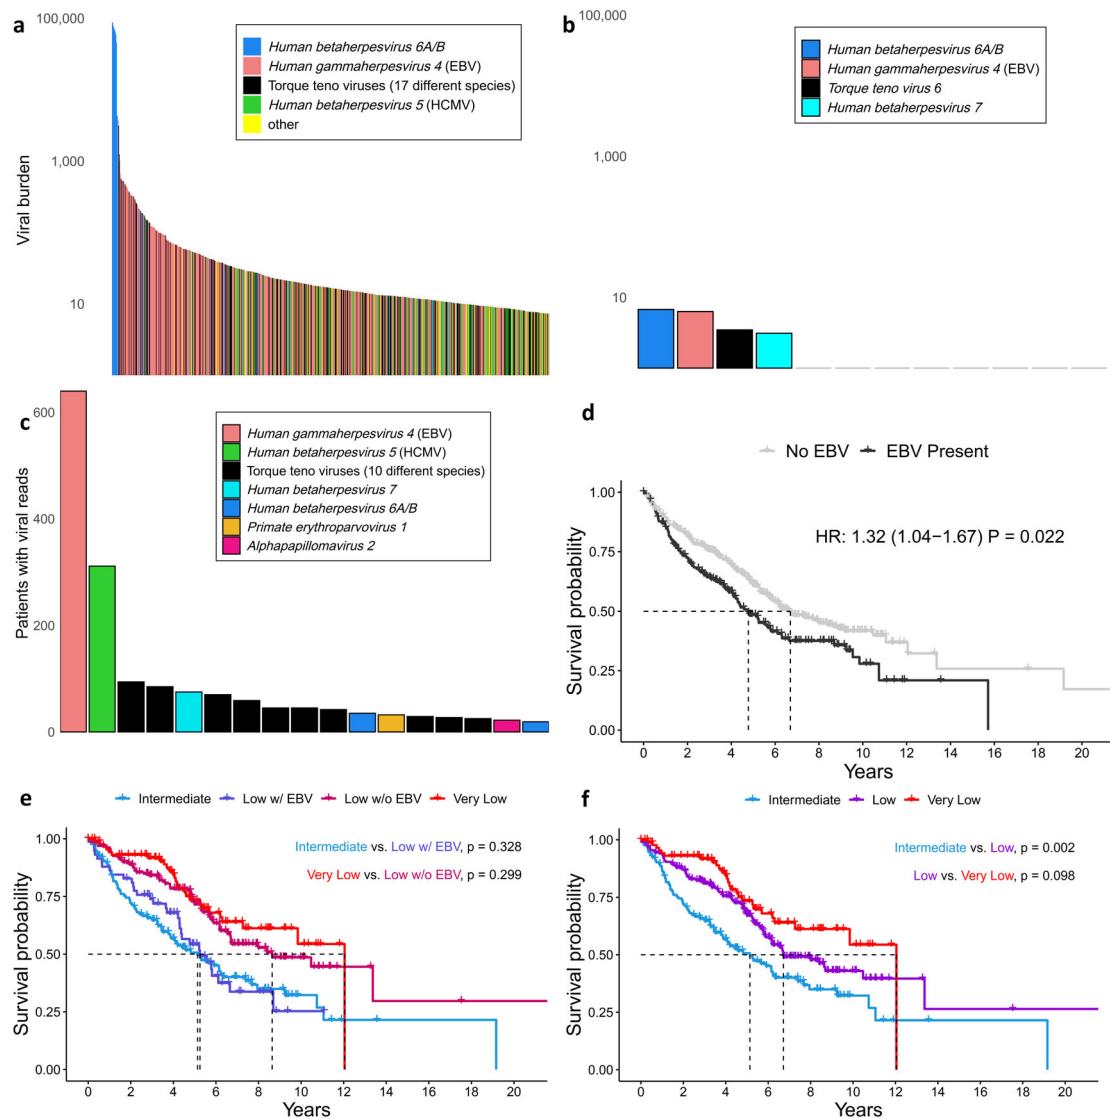 a
100,000
1,000
10
Viral burden
Human betaherpesvirus 6A/B
Human gammaherpesvirus 4 (EBV)
Torque teno viruses (17 different species)
Human betaherpesvirus 5 (HCMV)
other
b
100,000
1,000
10
Human betaherpesvirus 6A/B
Human gammaherpesvirus 4 (EBV)
Torque teno virus 6
Human betaherpesvirus 7
c
600
400
200
0
Patients with viral reads
Human gammaherpesvirus 4 (EBV)
Human betaherpesvirus 5 (HCMV)
Torque teno viruses (10 different species)
Human betaherpesvirus 7
Human betaherpesvirus 6A/B
Primate erythroparvovirus 1
Alphapapillomavirus 2
d
No EBV EBV Present
HR: 1.32 (1.04−1.67) P = 0.022
Survival probability
1.00
0.75
0.50
0.25
0.00
0 2 4 6 8 10 12 14 16 18 20
Years
e
Intermediate Low w/ EBV Low w/o EBV Very Low
Intermediate vs. Low w/ EBV, p = 0.328
Very Low vs. Low w/o EBV, p = 0.299
Survival probability
1.00
0.75
0.50
0.25
0.00
0 2 4 6 8 10 12 14 16 18 20
Years
f
Intermediate Low Very Low
Intermediate vs. Low, p = 0.002
Low vs. Very Low, p = 0.098
Survival probability
1.00
0.75
0.50
0.25
0.00
0 2 4 6 8 10 12 14 16 18 20
Years